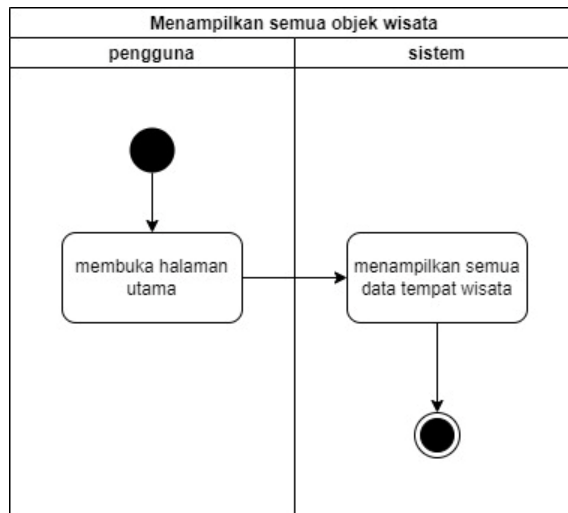 Menampilkan semua objek wisata
pengguna
sistem
membuka halaman
utama
menampilkan semua
data tempat wisata